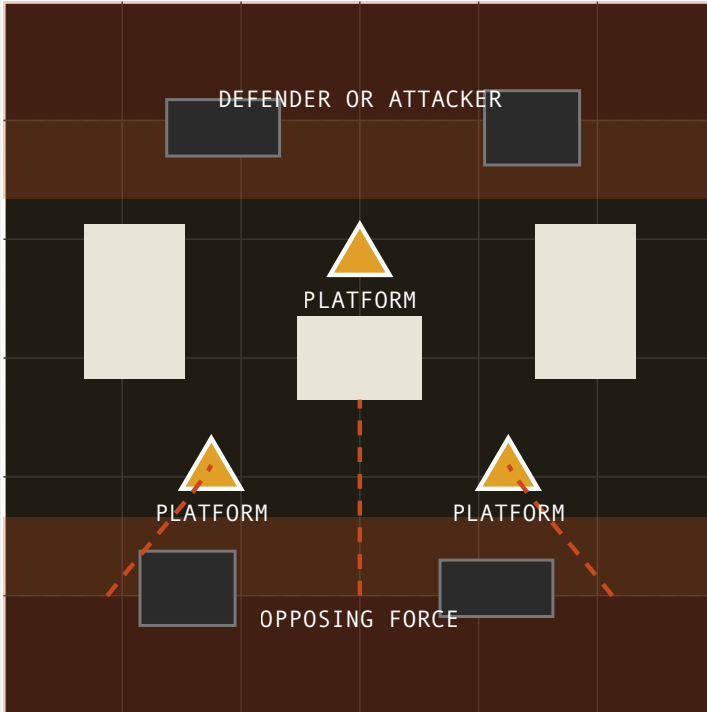 DEFENDER OR ATTACKER
PLATFORM
PLATFORM
PLATFORM
OPPOSING FORCE